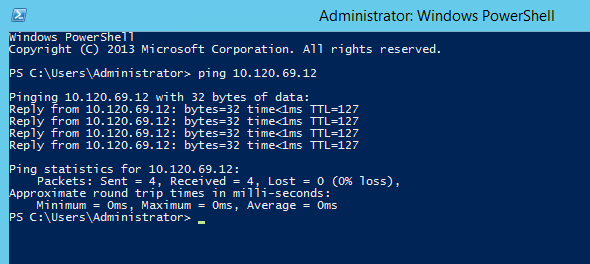 Administrator: Windows PowerShell
Windows PowerShell
Copyright (C) 2013 Microsoft Corporation. All rights reserved.
PS C:\Users\Administrator> ping 10.120.69.12
Pinging 10.120.69.12 with 32 bytes of data:
Reply from 10.120.69.12: bytes=32 time<1ms TTL=127
Reply from 10.120.69.12: bytes=32 time<1ms TTL=127
Reply from 10.120.69.12: bytes=32 time<1ms TTL=127
Reply from 10.120.69.12: bytes=32 time<1ms TTL=127
Ping statistics for 10.120.69.12:
    Packets: Sent = 4, Received = 4, Lost = 0 (0% loss),
Approximate round trip times in milli-seconds:
    Minimum = 0ms, Maximum = 0ms, Average = 0ms
PS C:\Users\Administrator> _